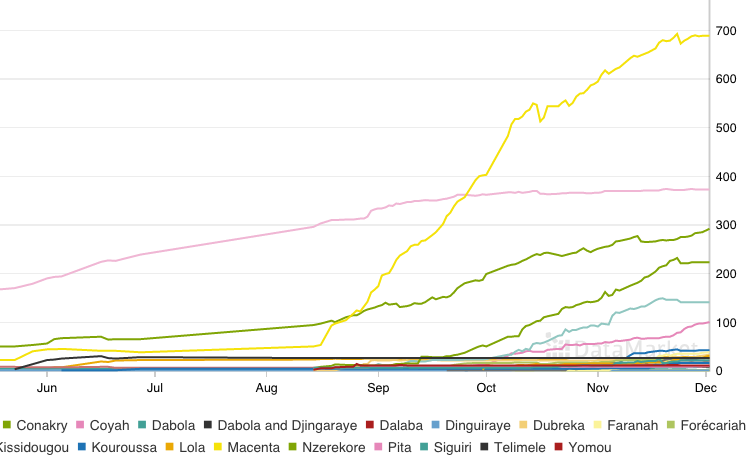 700
600
500
400
300
200
100
0
DataMarket
Jun Jul Aug Sep Oct Nov Dec
Conakry Coyah Dabola Dabola and Djingaraye Dalaba Dinguiraye Dubreka Faranah Forécariah
Kissidougou Kouroussa Lola Macenta Nzerekore Pita Siguiri Telimele Yomou